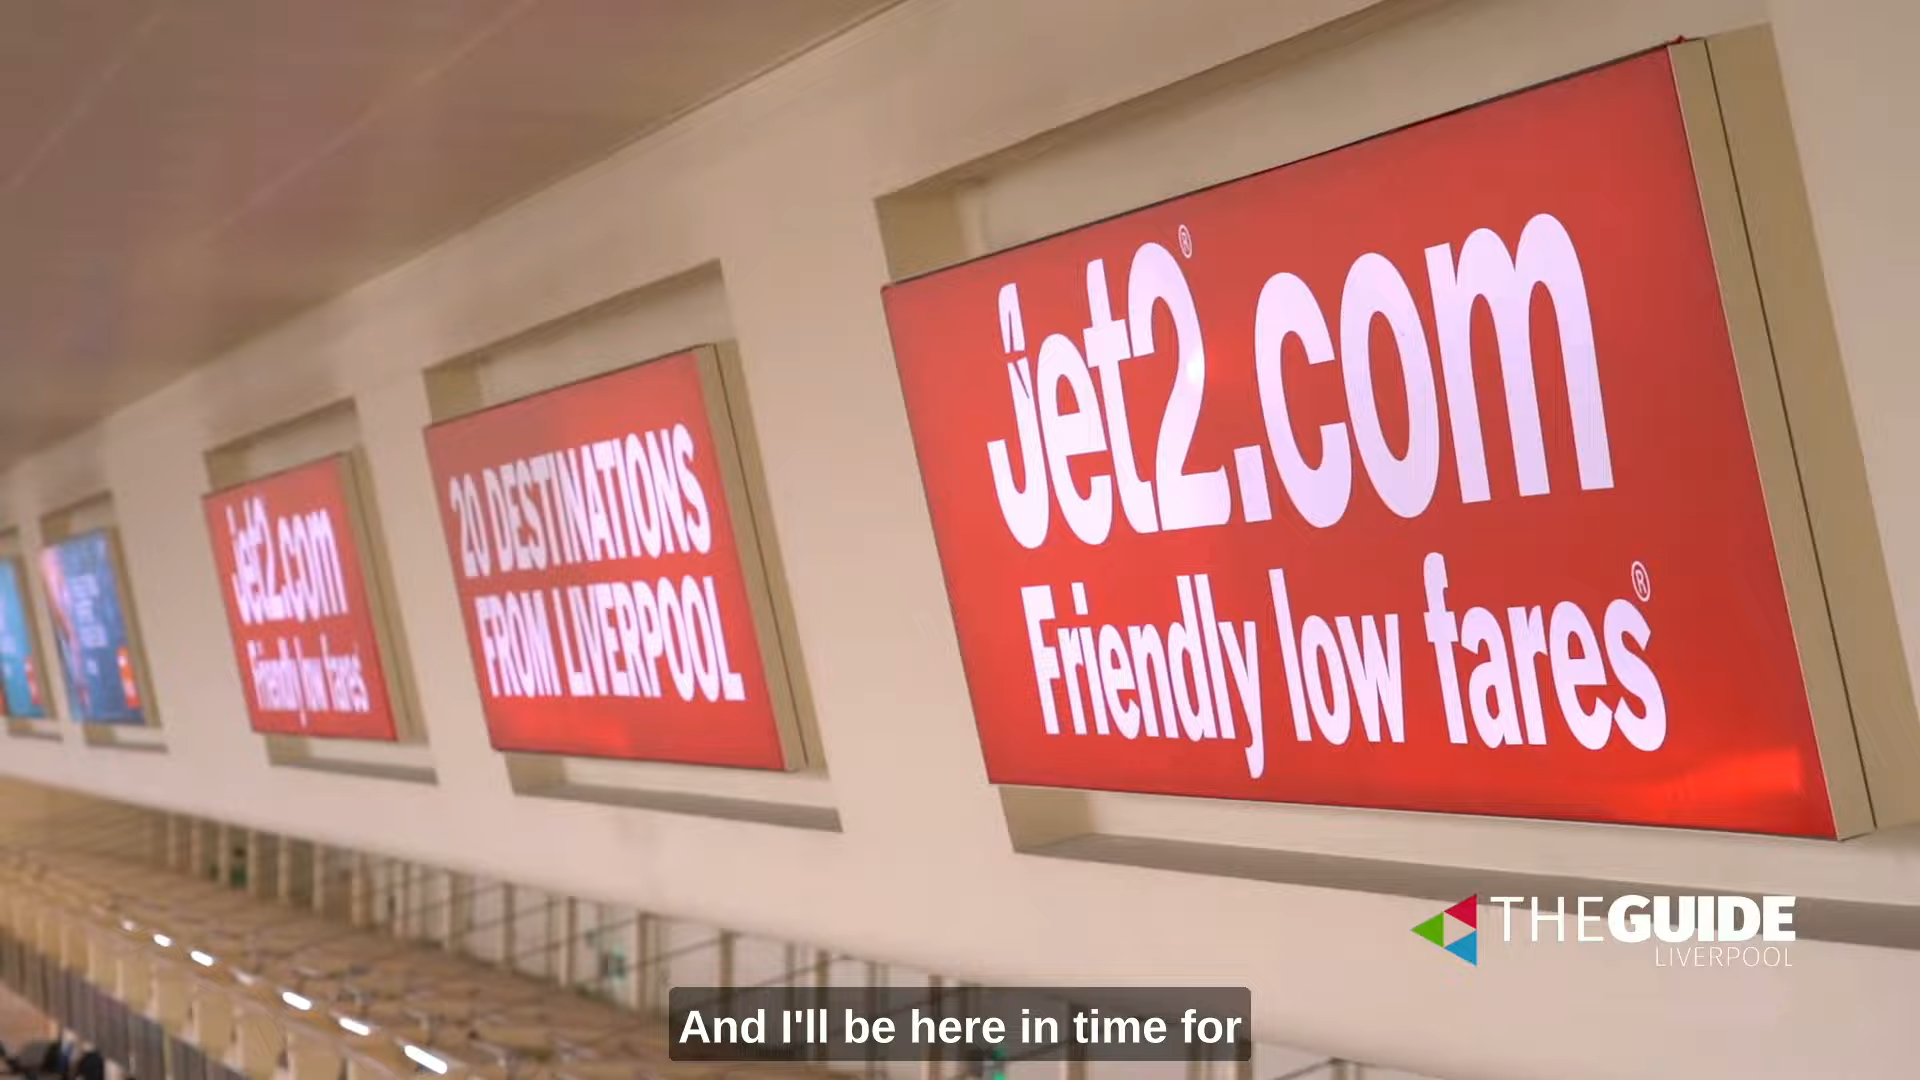 jet2.com®
Friendly low fares®
20 DESTINATIONS
FROM LIVERPOOL
jet2.com
Friendly low fares
THEGUIDE
LIVERPOOL
And I'll be here in time for